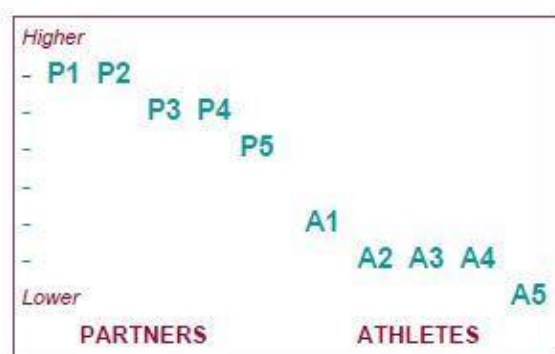 Higher
- P1 P2
- P3 P4
- P5
-
- A1
- A2 A3 A4
Lower A5
PARTNERS ATHLETES